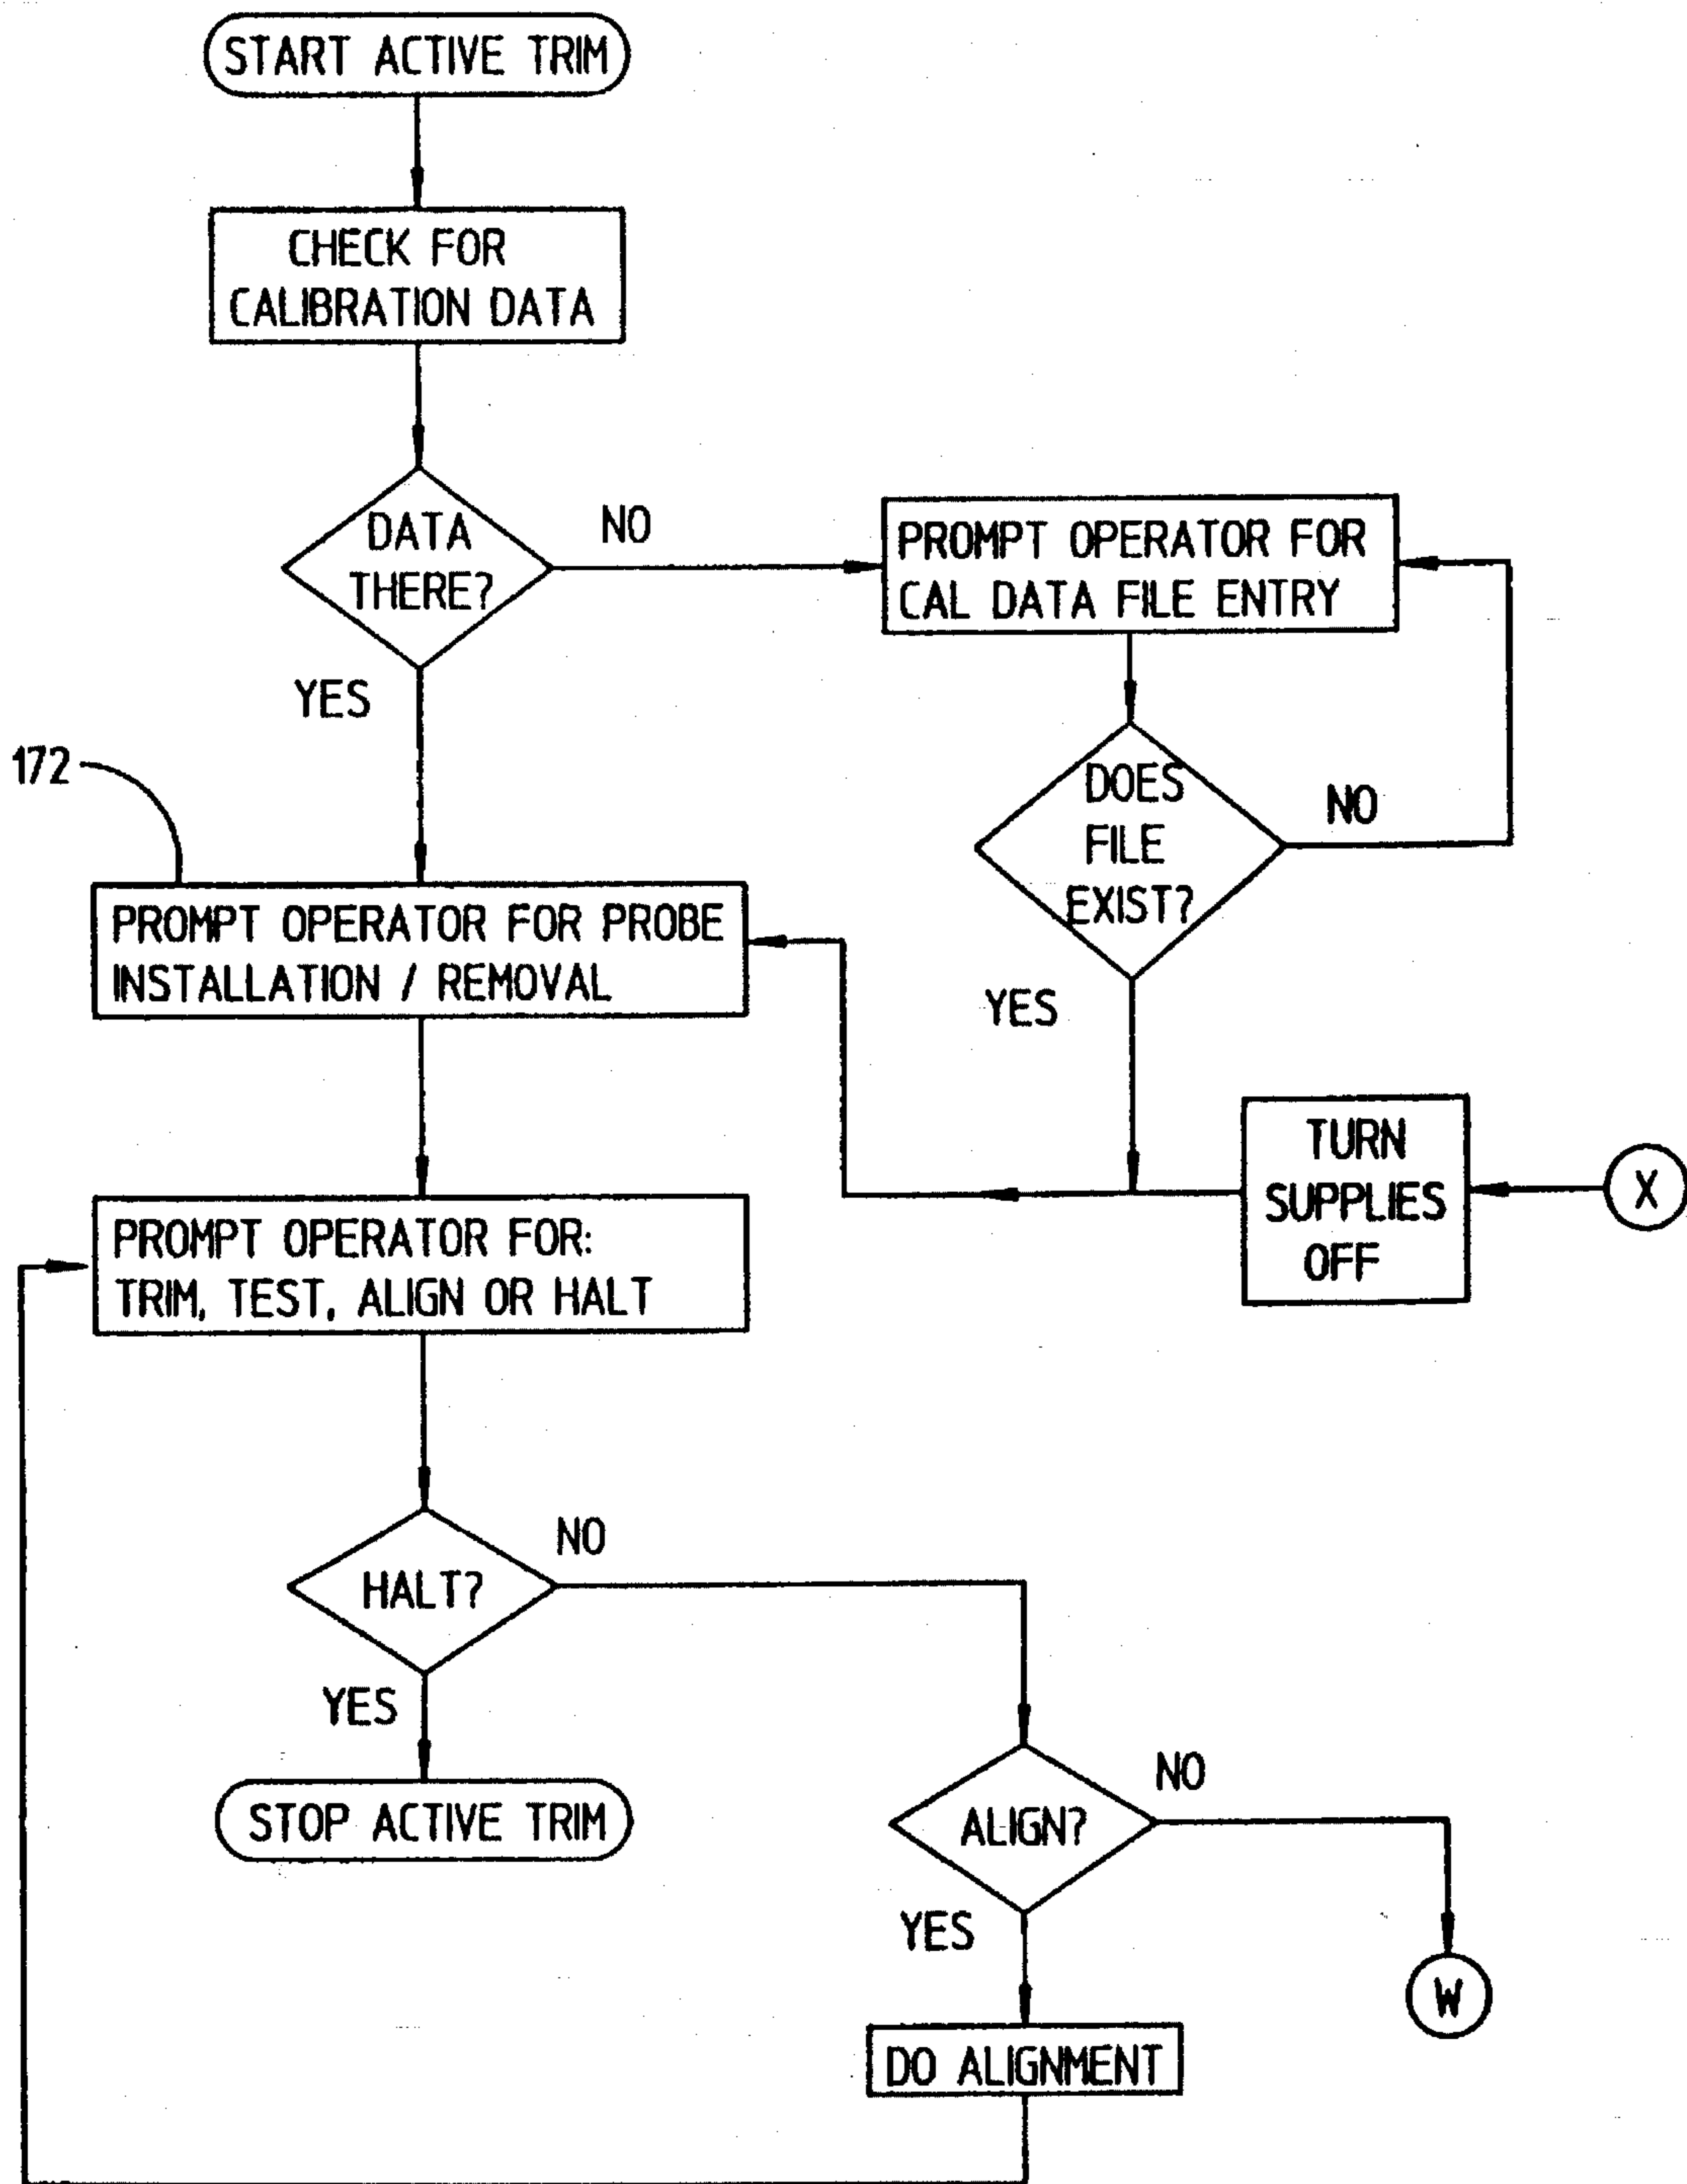 START ACTIVE TRIM
CHECK FOR
CALIBRATION DATA
DATA
THERE?
NO
YES
PROMPT OPERATOR FOR
CAL DATA FILE ENTRY
DOES
FILE
EXIST?
NO
YES
172
PROMPT OPERATOR FOR PROBE
INSTALLATION / REMOVAL
TURN
SUPPLIES
OFF
X
PROMPT OPERATOR FOR:
TRIM, TEST, ALIGN OR HALT
HALT?
NO
YES
STOP ACTIVE TRIM
ALIGN?
NO
YES
W
DO ALIGNMENT